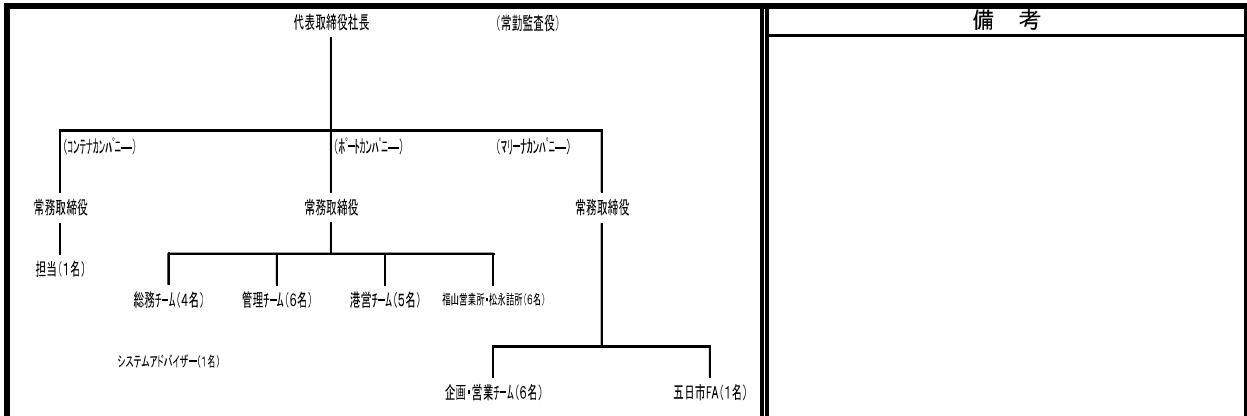 代表取締役社長 (常勤監査役)
備 考
(コンテナカンパニー) (ポートカンパニー) (マリーナカンパニー)
常務取締役 常務取締役 常務取締役
担当(1名)
総務チーム(4名) 管理チーム(6名) 港営チーム(5名) 福山営業所・松永詰所(6名)
システムアドバイザー(1名)
企画・営業チーム(6名) 五日市FA(1名)